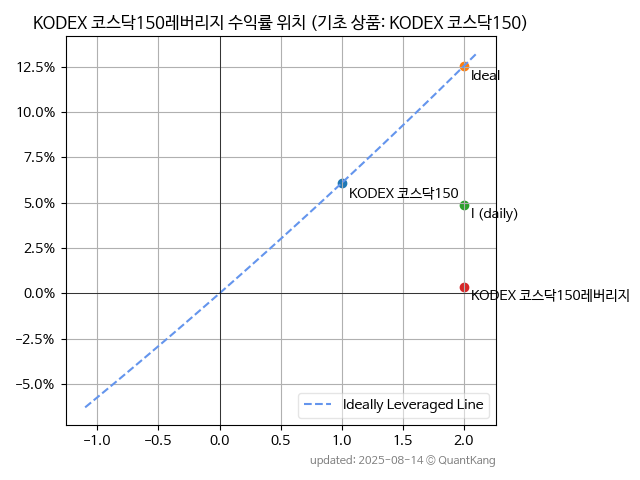 KODEX 코스닥150레버리지 수익률 위치 (기초 상품: KODEX 코스닥150)
12.5%
Ideal
10.0%
7.5%
5.0%
KODEX 코스닥150
l (daily)
2.5%
0.0%
KODEX 코스닥150레버리지
−2.5%
−5.0%
Ideally Leveraged Line
−1.0 −0.5 0.0 0.5 1.0 1.5 2.0
updated: 2025-08-14 © QuantKang